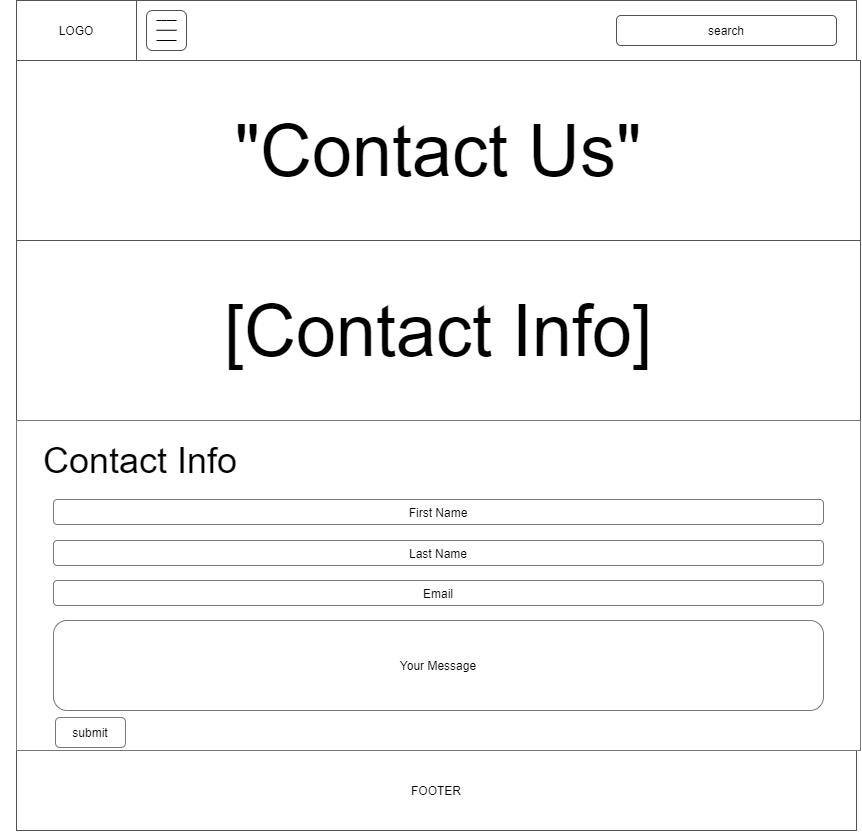 LOGO
search
"Contact Us"
[Contact Info]
Contact Info
First Name
Last Name
Email
Your Message
submit
FOOTER